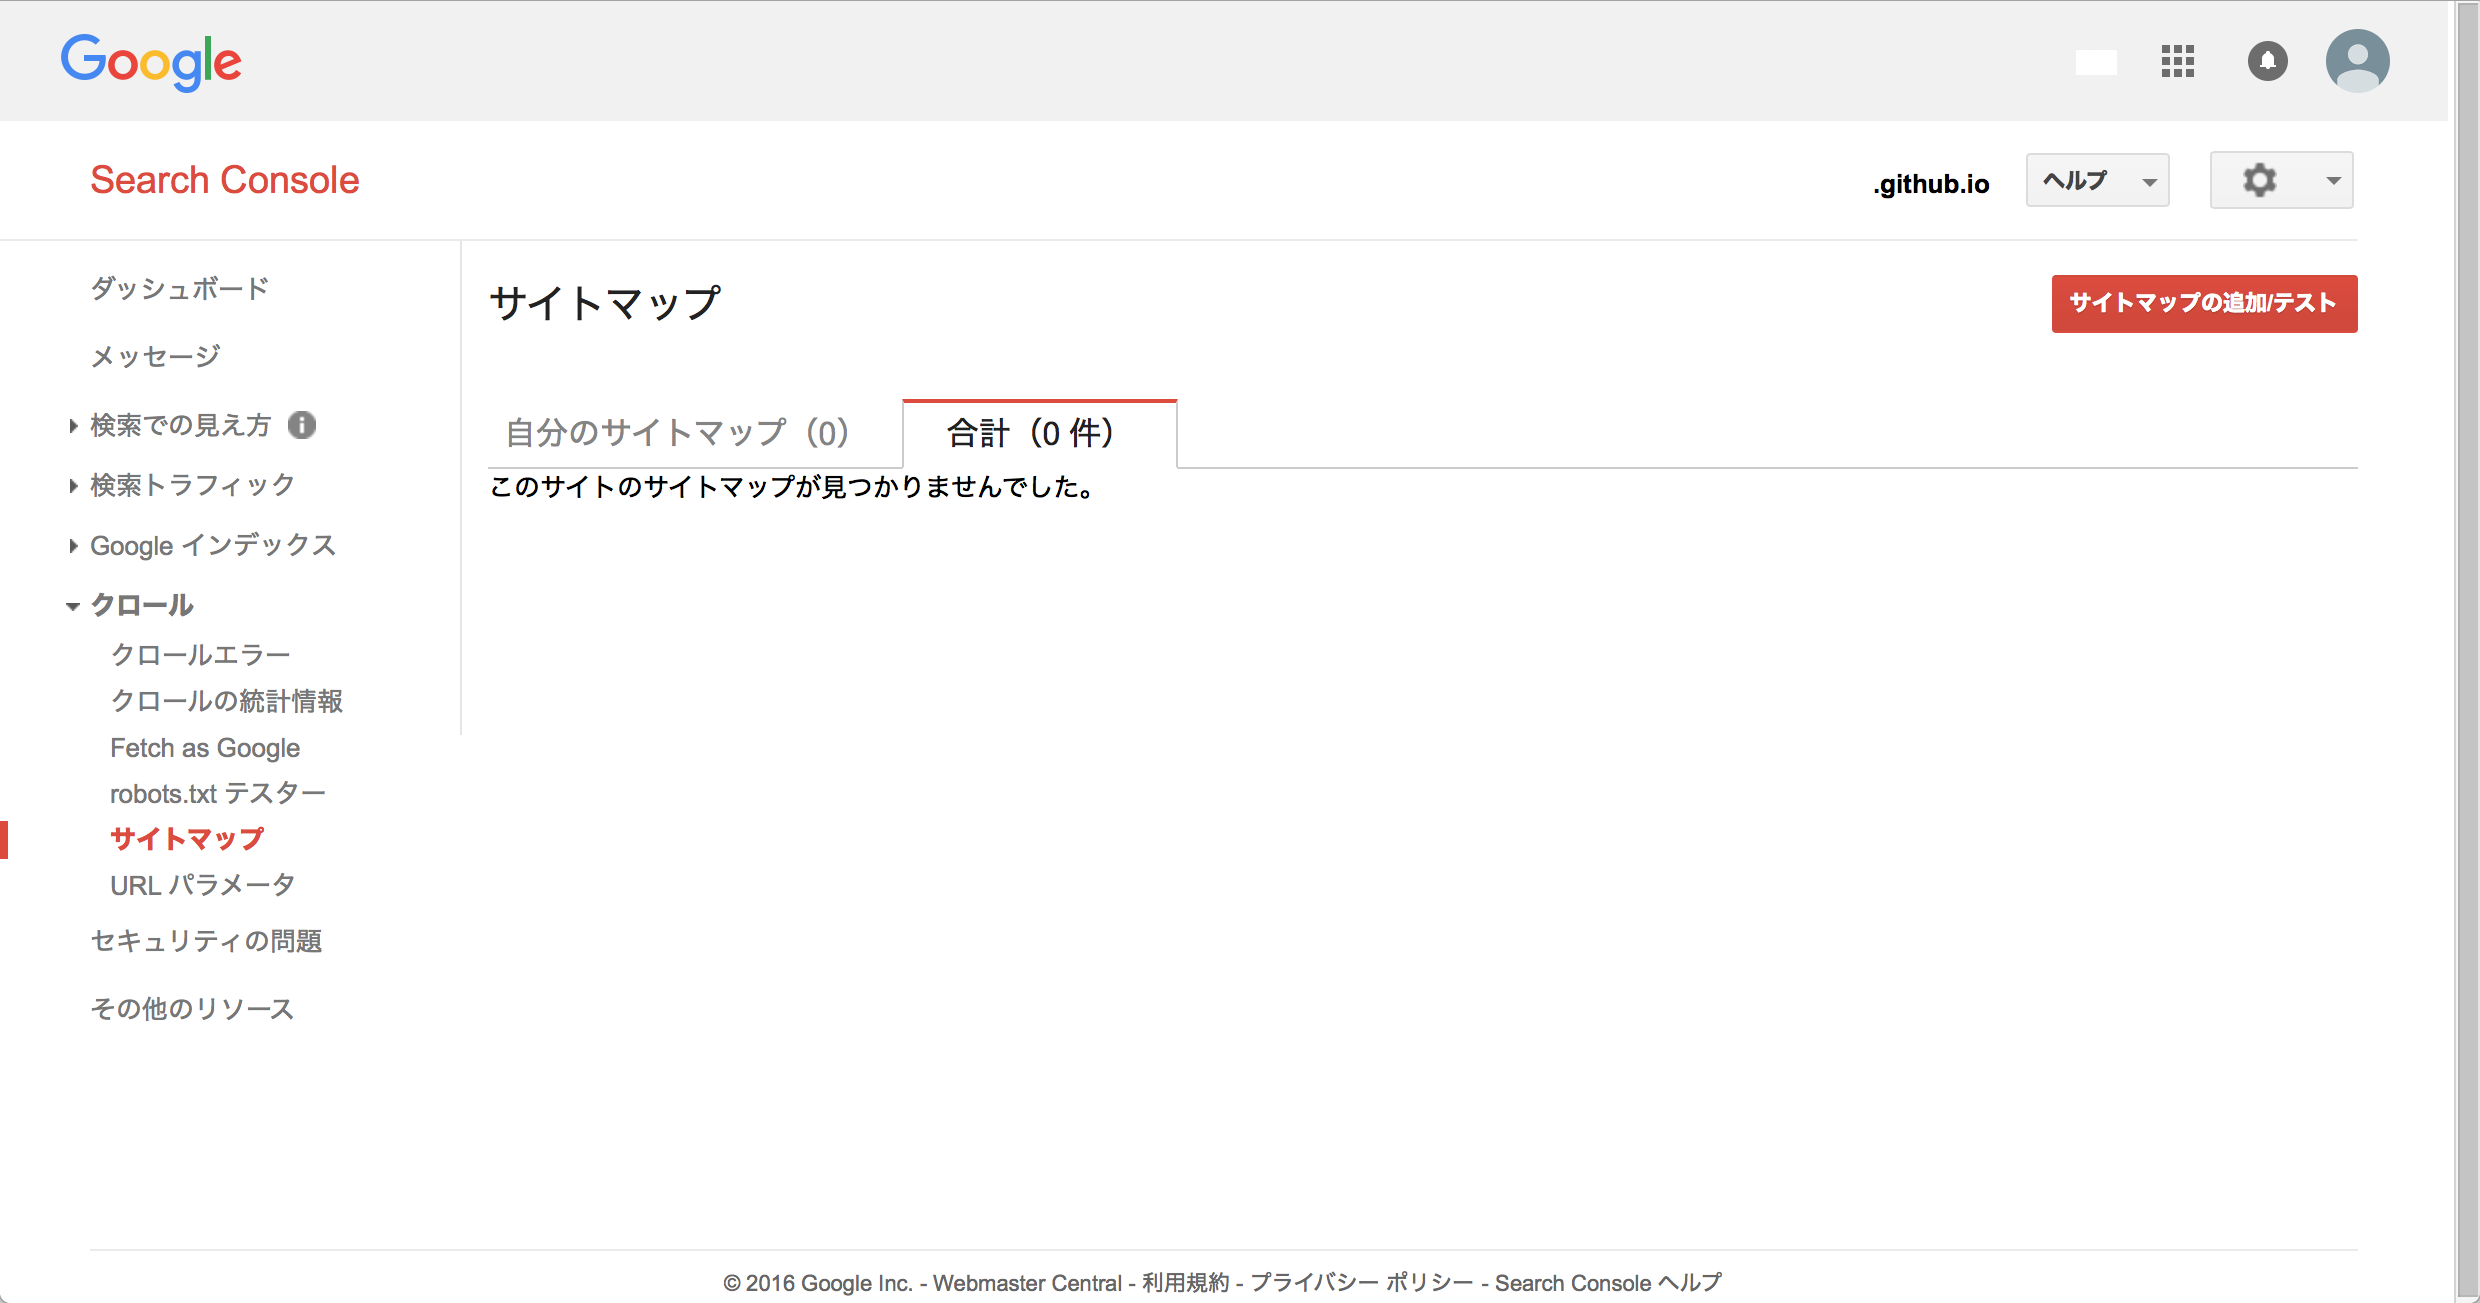 Google
Search Console
.github.io
ヘルプ
ダッシュボード
メッセージ
検索での見え方
検索トラフィック
Google インデックス
クロール
クロールエラー
クロールの統計情報
Fetch as Google
robots.txt テスター
サイトマップ
URL パラメータ
セキュリティの問題
その他のリソース
サイトマップ
サイトマップの追加/テスト
自分のサイトマップ（0）
合計（0 件）
このサイトのサイトマップが見つかりませんでした。
© 2016 Google Inc. - Webmaster Central - 利用規約 - プライバシー ポリシー - Search Console ヘルプ